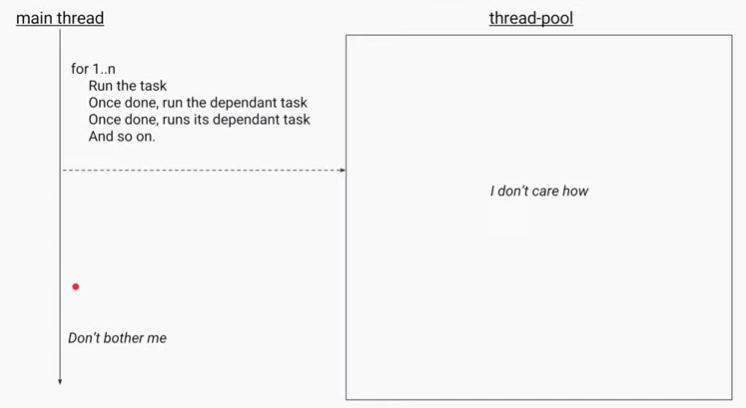 main thread
thread-pool
for 1..n
Run the task
Once done, run the dependant task
Once done, runs its dependant task
And so on.
I don't care how
Don't bother me